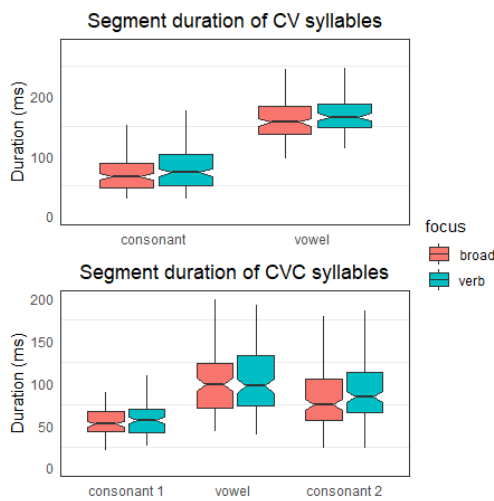 Segment duration of CV syllables
Duration (ms)
200
100
0
consonant vowel
focus
broad
verb
Segment duration of CVC syllables
Duration (ms)
200
150
100
50
0
consonant 1 vowel consonant 2